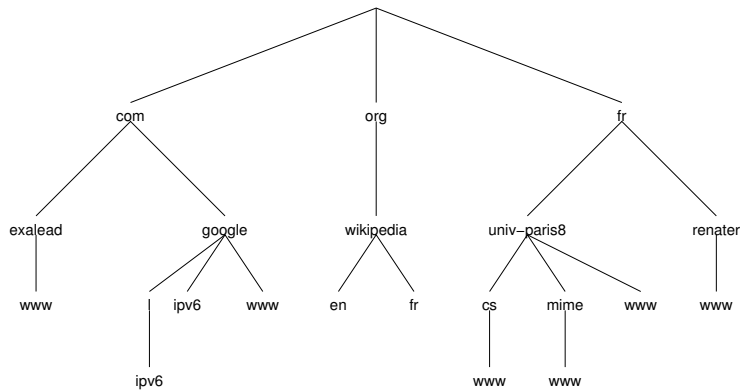 com org fr
exalead google wikipedia univ-paris8 renater
www l ipv6 www en fr cs mime www www
ipv6 www www